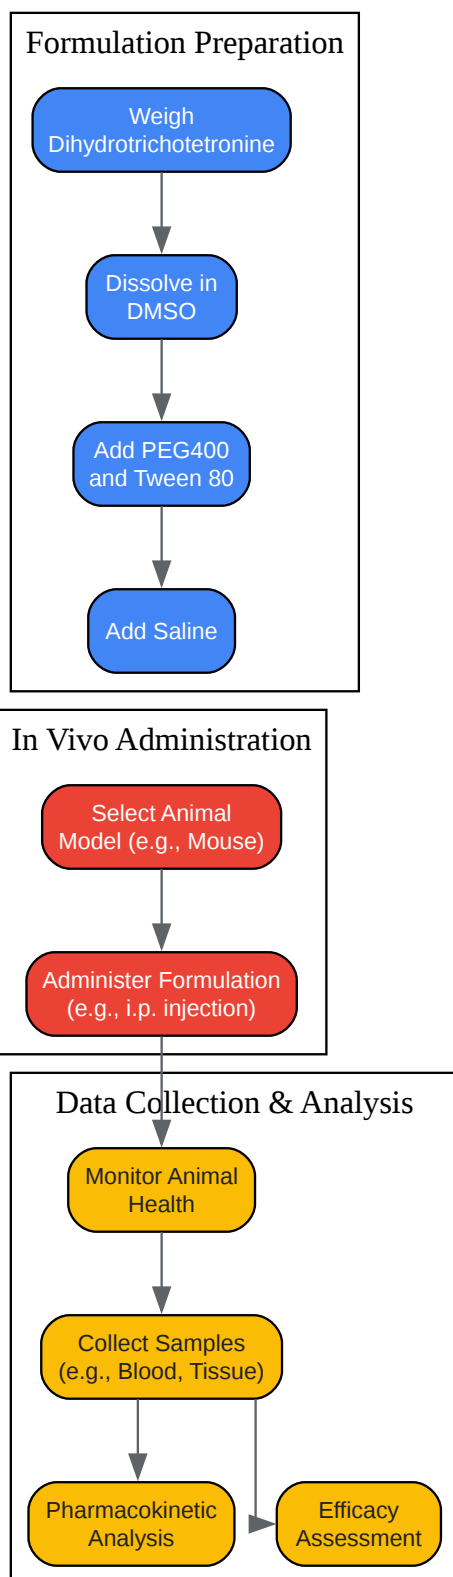 Formulation Preparation
Weigh
Dihydrotrichotetronine
Dissolve in
DMSO
Add PEG400
and Tween 80
Add Saline
In Vivo Administration
Select Animal
Model (e.g., Mouse)
Administer Formulation
(e.g., i.p. injection)
Data Collection & Analysis
Monitor Animal
Health
Collect Samples
(e.g., Blood, Tissue)
Pharmacokinetic
Analysis
Efficacy
Assessment